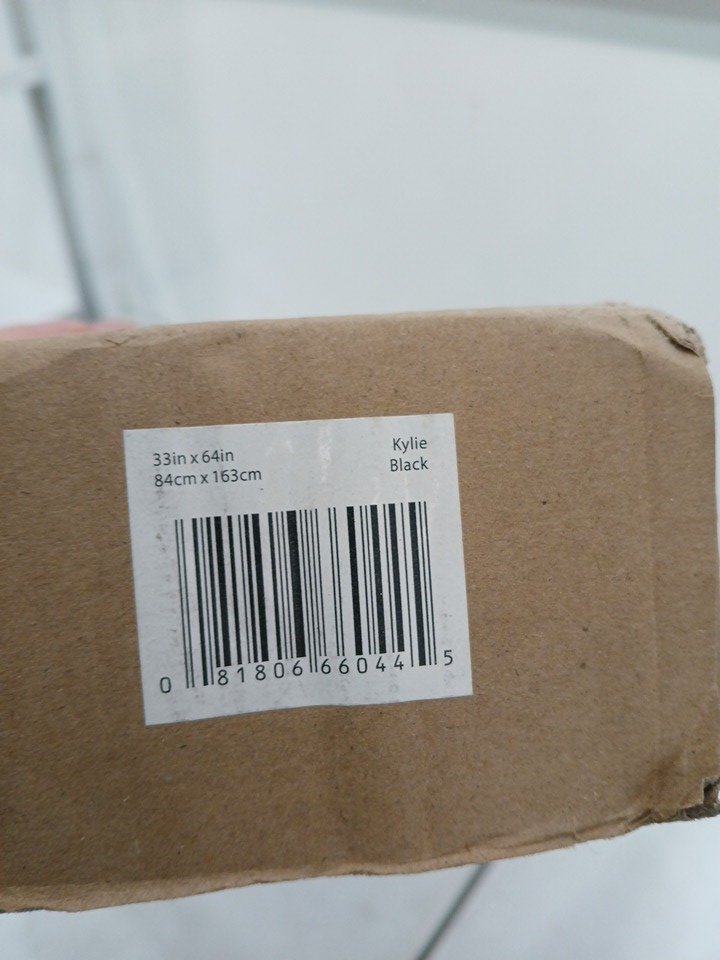 33in x 64in
84cm x 163cm
Kylie
Black
0 81806 66044 5